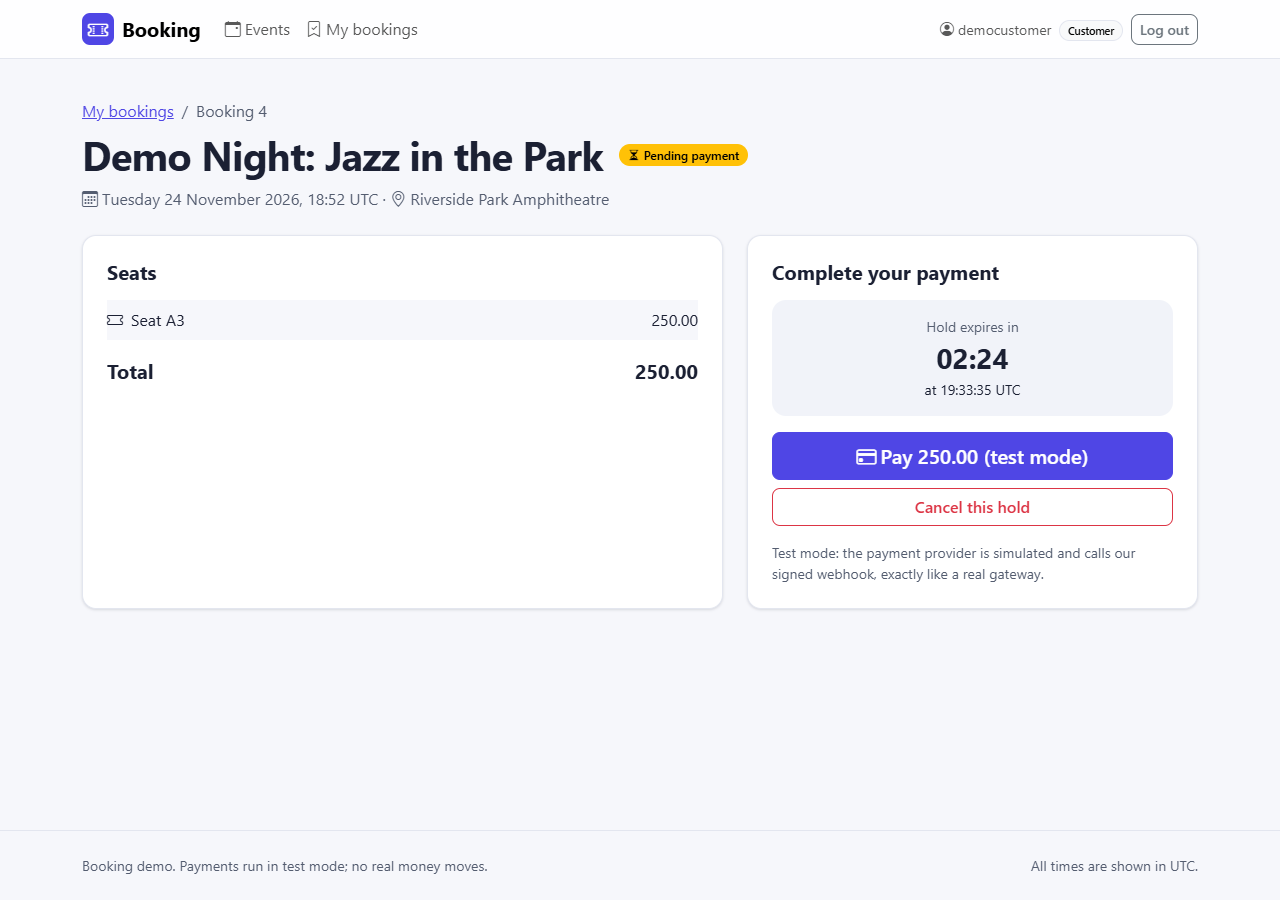 Booking Events My bookings democustomer Customer Log out
My bookings / Booking 4
Demo Night: Jazz in the Park Pending payment
Tuesday 24 November 2026, 18:52 UTC · Riverside Park Amphitheatre
Seats
Seat A3 250.00
Total 250.00
Complete your payment
Hold expires in
02:24
at 19:33:35 UTC
Pay 250.00 (test mode)
Cancel this hold
Test mode: the payment provider is simulated and calls our
signed webhook, exactly like a real gateway.
Booking demo. Payments run in test mode; no real money moves. All times are shown in UTC.